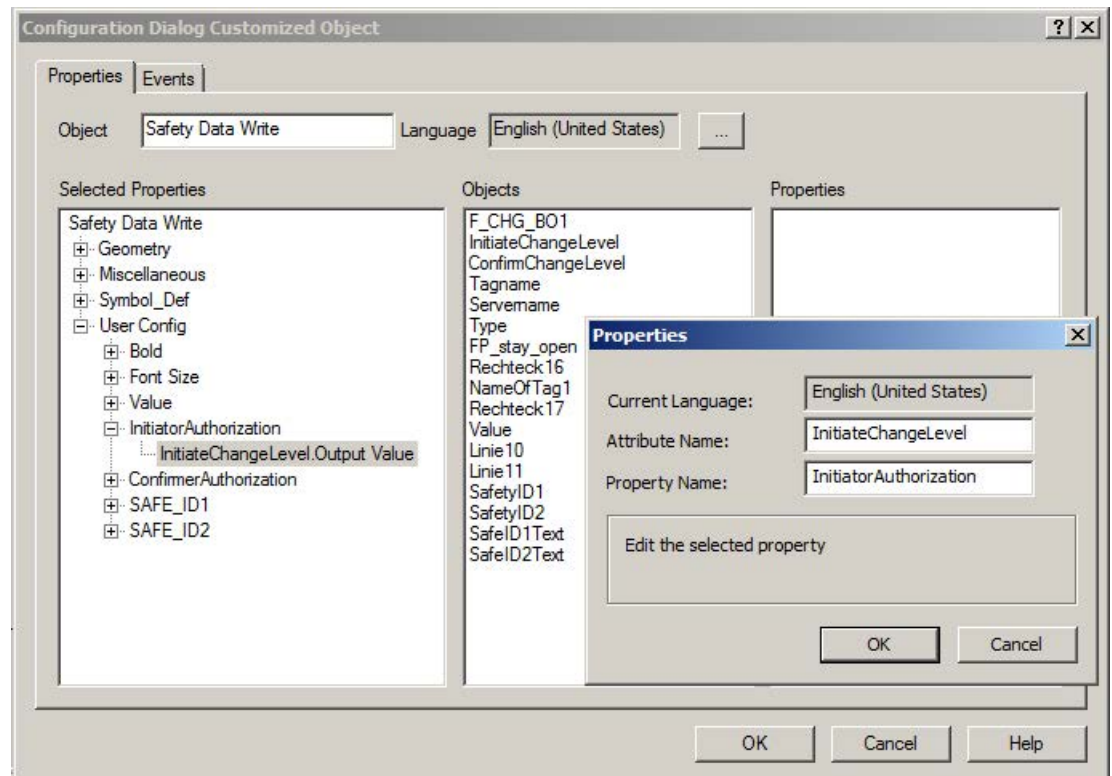 Configuration Dialog Customized Object
Properties
Events
Object
Safety Data Write
Language
English (United States)
...
Selected Properties
Objects
Properties
Safety Data Write
Geometry
Miscellaneous
Symbol_Def
User Config
Bold
Font Size
Value
InitiatorAuthorization
InitiateChangeLevel.Output Value
ConfirmerAuthorization
SAFE_ID1
SAFE_ID2
F_CHG_BO1
InitiateChangeLevel
ConfirmChangeLevel
Tagname
Servername
Type
FP_stay_open
Rechteck16
NameOfTag1
Rechteck17
Value
Linie10
Linie11
SafetyID1
SafetyID2
SafeID1Text
SafeID2Text
Properties
Current Language:
English (United States)
Attribute Name:
InitiateChangeLevel
Property Name:
InitiatorAuthorization
Edit the selected property
OK
Cancel
OK
Cancel
Help